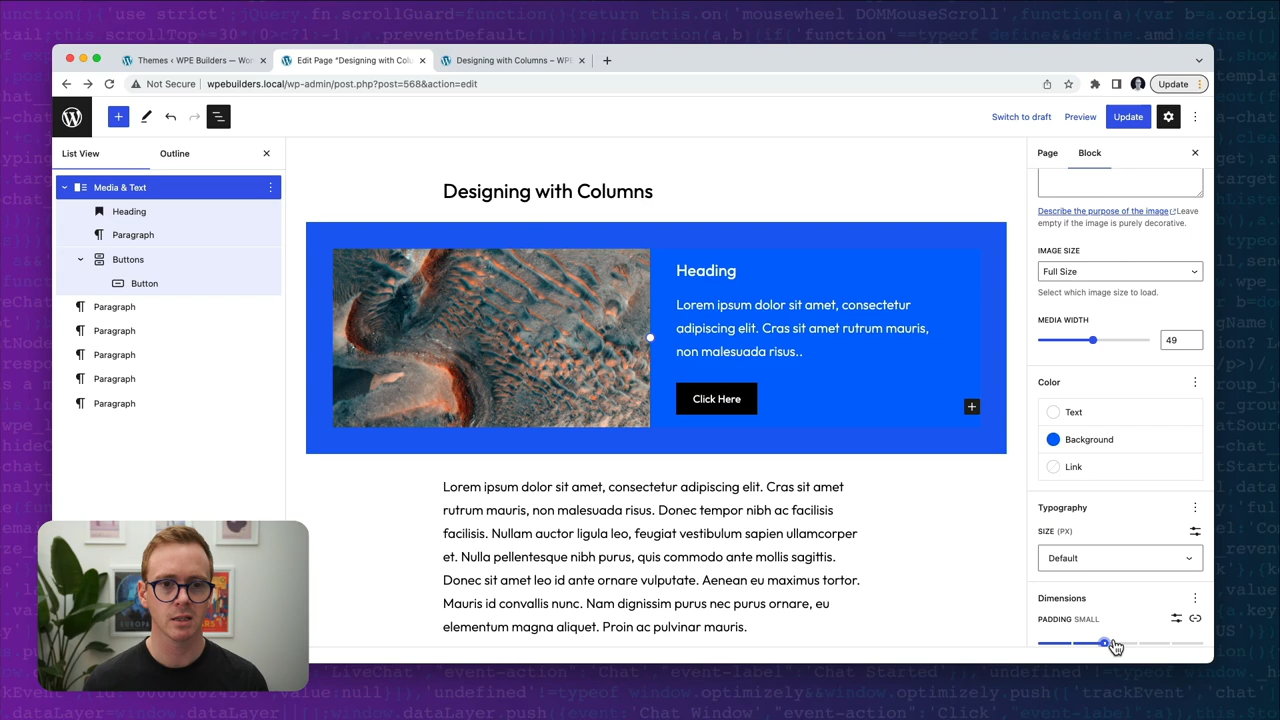 Themes ‹ WPE Builders — Wor
Edit Page "Designing with Colu
Designing with Columns – WPE
Not Secure
wpebuilders.local/wp-admin/post.php?post=568&action=edit
Update
Switch to draft
Preview
Update
List View
Outline
Media & Text
Heading
Paragraph
Buttons
Button
Paragraph
Paragraph
Paragraph
Paragraph
Paragraph
Designing with Columns
Heading
Lorem ipsum dolor sit amet, consectetur
adipiscing elit. Cras sit amet rutrum mauris,
non malesuada risus..
Click Here
Lorem ipsum dolor sit amet, consectetur adipiscing elit. Cras sit amet
rutrum mauris, non malesuada risus. Donec tempor nibh ac facilisis
facilisis. Nullam auctor ligula leo, feugiat vestibulum sapien ullamcorper
et. Nulla pellentesque nibh purus, quis commodo ante mollis sagittis.
Donec sit amet leo id ante ornare vulputate. Aenean eu maximus tortor.
Mauris id convallis nunc. Nam dignissim purus nec purus ornare, eu
elementum magna aliquet. Proin ac pulvinar mauris.
Page
Block
Describe the purpose of the image
Leave
empty if the image is purely decorative.
IMAGE SIZE
Full Size
Select which image size to load.
MEDIA WIDTH
49
Color
Text
Background
Link
Typography
SIZE (PX)
Default
Dimensions
PADDING SMALL
EUROPA